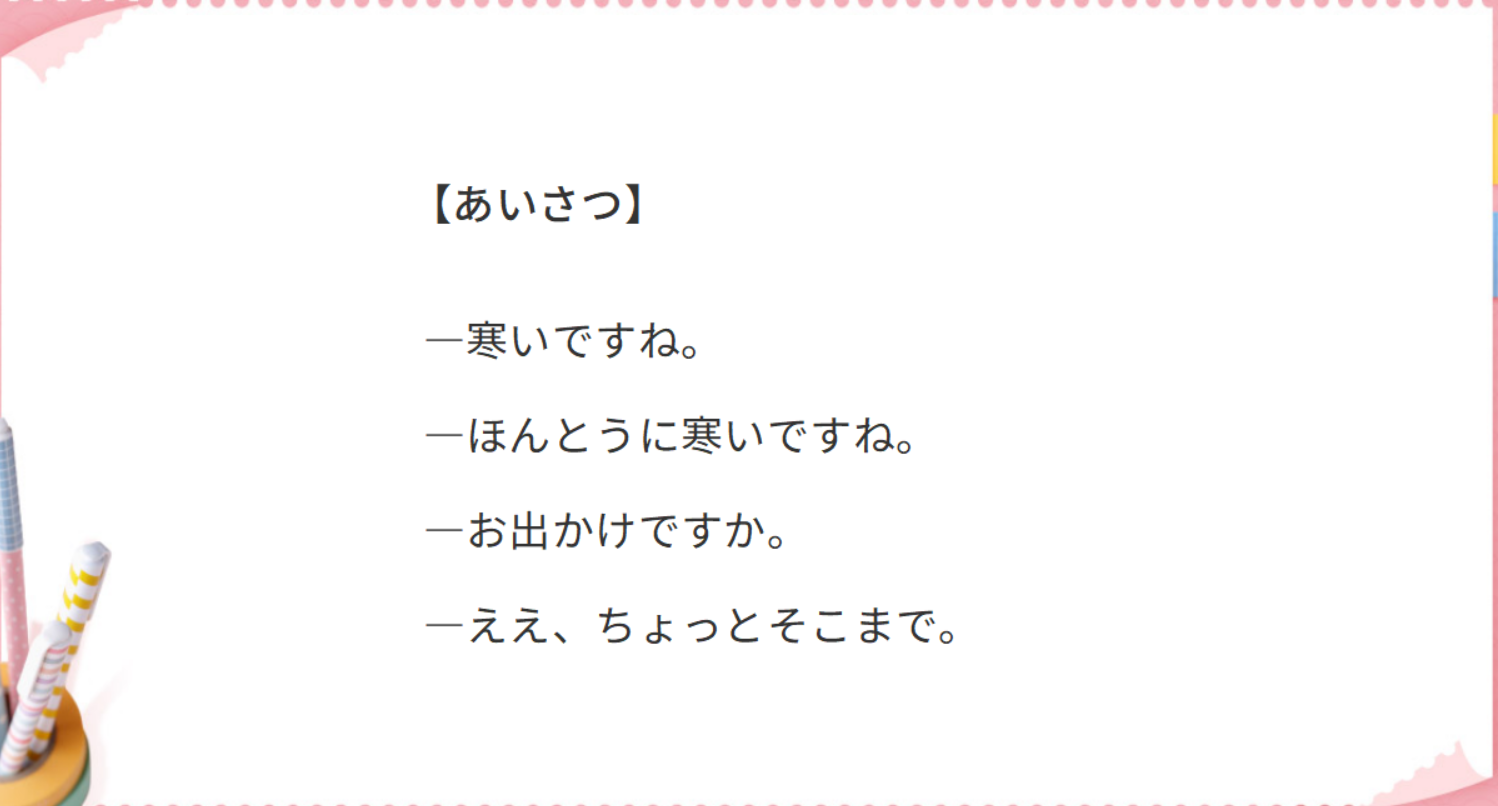 【あいさつ】
―寒いですね。
―ほんとうに寒いですね。
―お出かけですか。
―ええ、ちょっとそこまで。